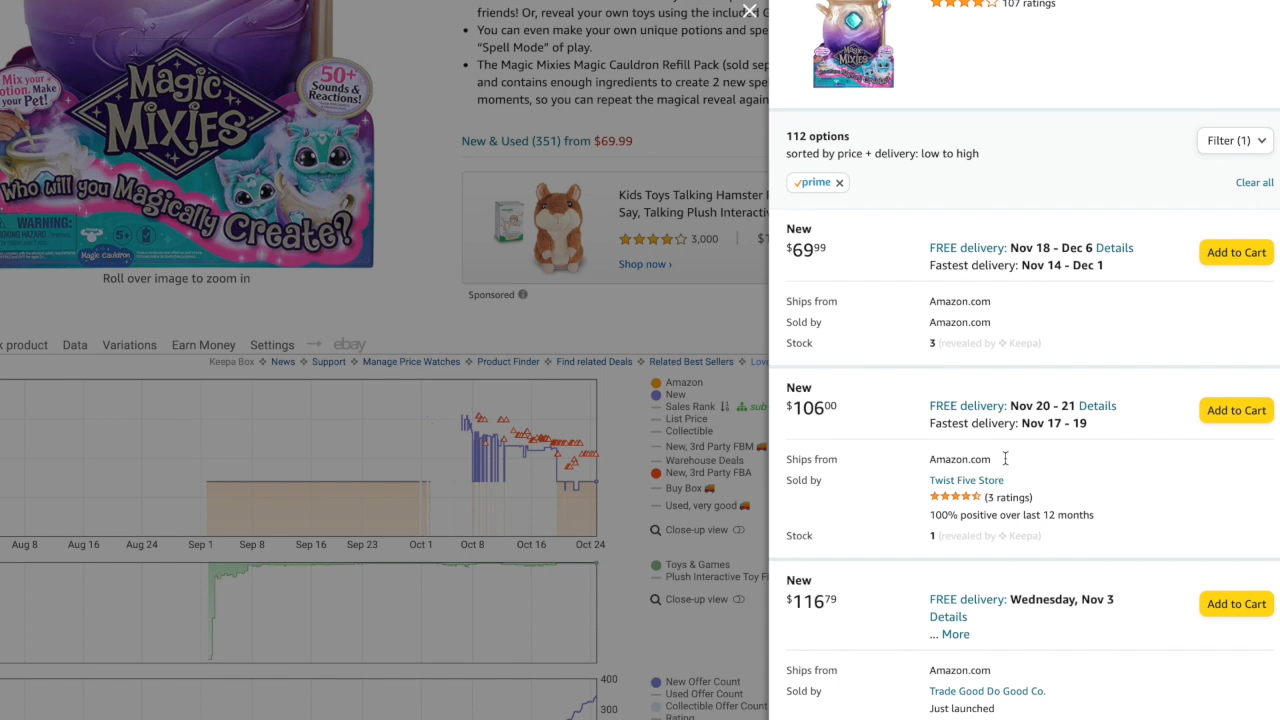 friends! Or, reveal your own toys using the included G
You can even make your own unique potions and spe
“Spell Mode” of play.
The Magic Mixies Magic Cauldron Refill Pack (sold sep
and contains enough ingredients to create 2 new spe
moments, so you can repeat the magical reveal again
Mix your
otion. Make
our Pet!
MAGIC
MIXIES
50+
Sounds &
Reactions!
Who will you Magically Create?
WARNING:
CHOKING HAZARD
5+
Magic Cauldron
Roll over image to zoom in
New & Used (351) from $69.99
Kids Toys Talking Hamster
Say, Talking Plush Interactiv
3,000
$1
Shop now ›
Sponsored
k product Data Variations Earn Money Settings → ebay
Keepa Box ❖ News ❖ Support ❖ Manage Price Watches ❖ Product Finder ❖ Find related Deals ❖ Related Best Sellers ❖ Lov
Amazon
New
Sales Rank sub-
List Price
Collectible
New, 3rd Party FBM
Warehouse Deals
New, 3rd Party FBA
Buy Box
Used, very good
Close-up view
Aug 8 Aug 16 Aug 24 Sep 1 Sep 8 Sep 16 Sep 23 Oct 1 Oct 8 Oct 16 Oct 24
Toys & Games
Plush Interactive Toy Fi
Close-up view
400
300
New Offer Count
Used Offer Count
Collectible Offer Coun
Rating
MAGIC
MIXIES
107 ratings
112 options
sorted by price + delivery: low to high
Filter (1)
prime
Clear all
New
$69.99
FREE delivery: Nov 18 - Dec 6 Details
Fastest delivery: Nov 14 - Dec 1
Add to Cart
Ships from Amazon.com
Sold by Amazon.com
Stock 3 (revealed by ❖ Keepa)
New
$106.00
FREE delivery: Nov 20 - 21 Details
Fastest delivery: Nov 17 - 19
Add to Cart
Ships from Amazon.com
Sold by Twist Five Store
(3 ratings)
100% positive over last 12 months
Stock 1 (revealed by ❖ Keepa)
New
$116.79
FREE delivery: Wednesday, Nov 3
Details
... More
Add to Cart
Ships from Amazon.com
Sold by Trade Good Do Good Co.
Just launched